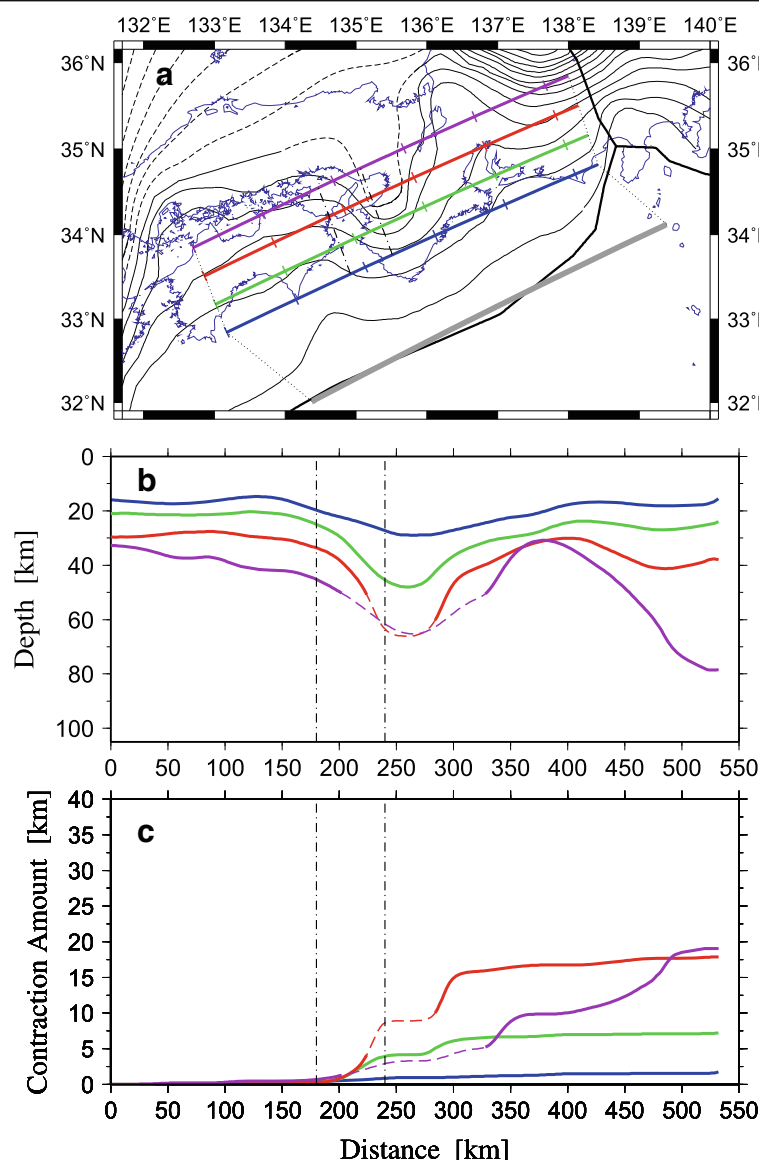 132˚E 133˚E 134˚E 135˚E 136˚E 137˚E 138˚E 139˚E 140˚E
36˚N a 36˚N
35˚N 35˚N
34˚N 34˚N
33˚N 33˚N
32˚N 32˚N
0 b
20
40
60
80
100
Depth [km]
0 50 100 150 200 250 300 350 400 450 500 550
40 c
35
30
25
20
15
10
5
0
Contraction Amount [km]
0 50 100 150 200 250 300 350 400 450 500 550
Distance [km]